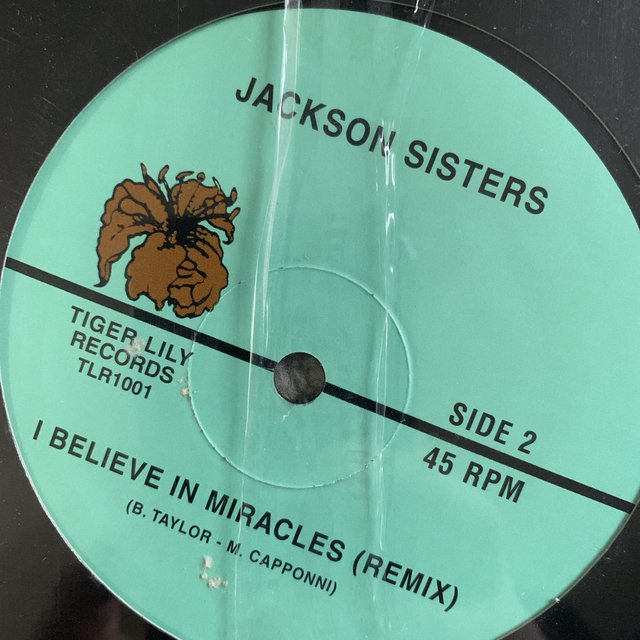 JACKSON SISTERS
TIGER LILY
RECORDS
TLR1001
SIDE 2
45 RPM
I BELIEVE IN MIRACLES (REMIX)
(B. TAYLOR - M. CAPPONNI)